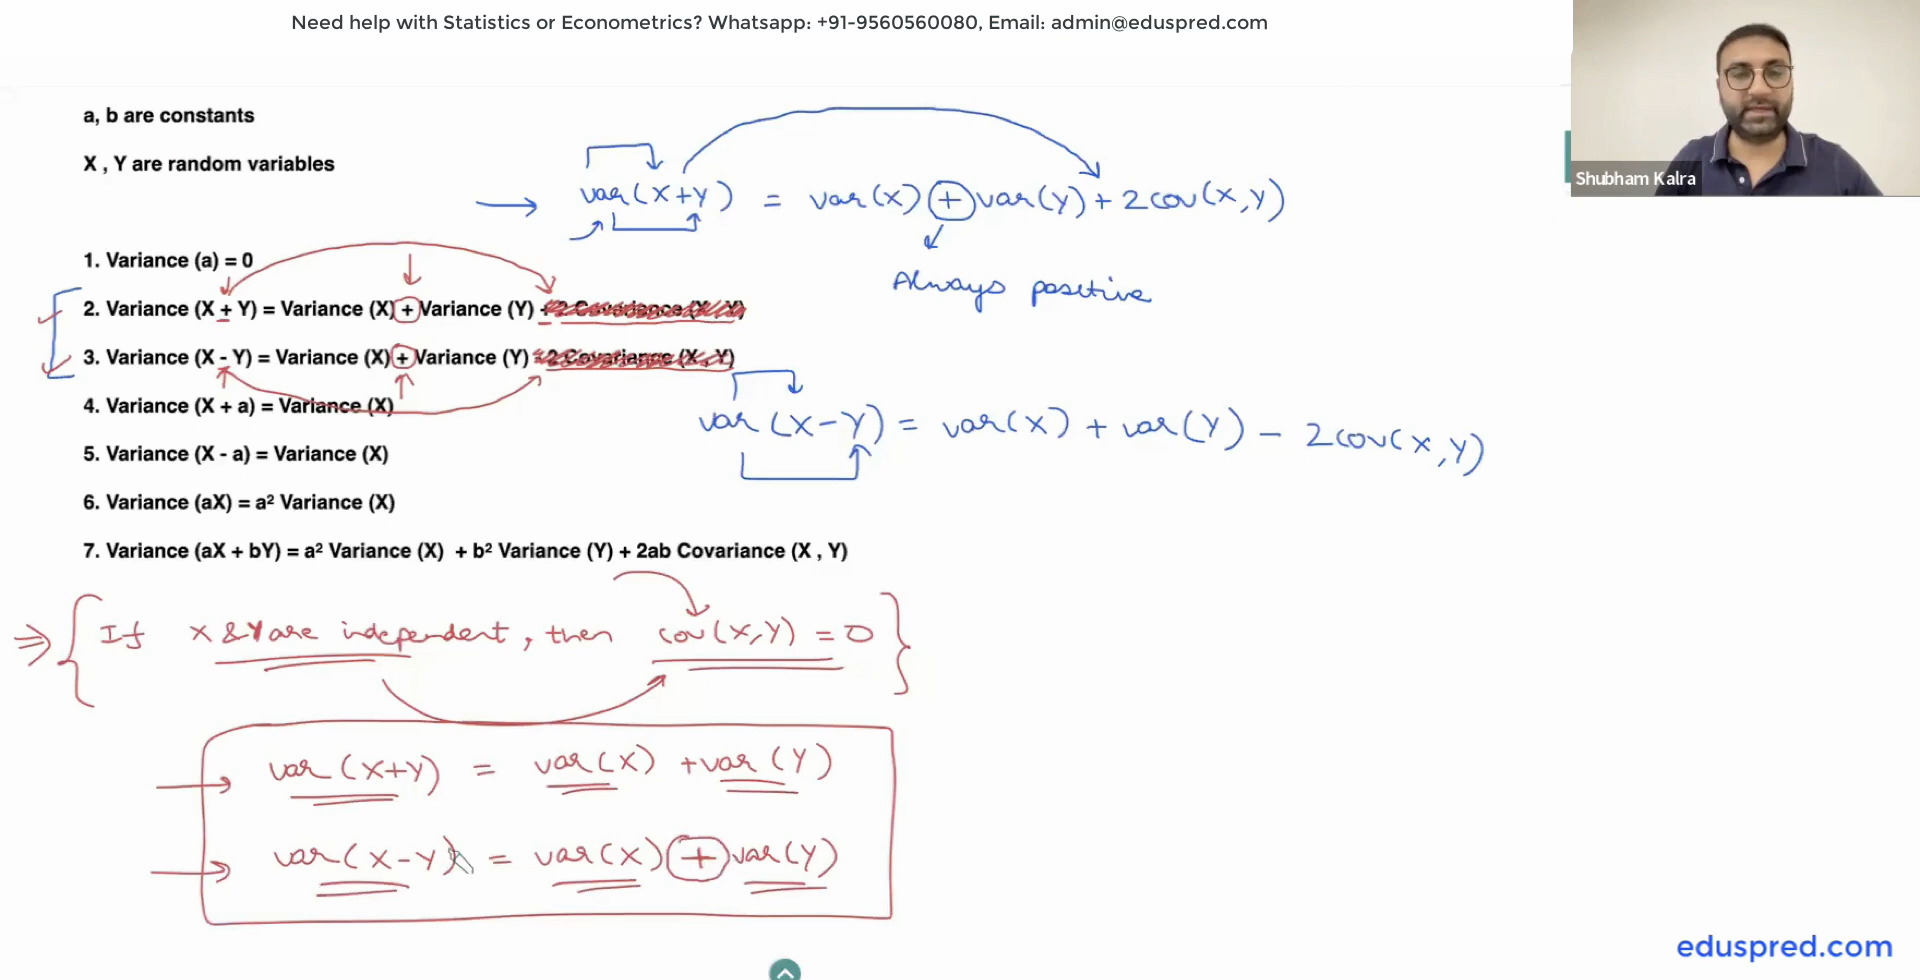 Need help with Statistics or Econometrics? Whatsapp: +91-9560560080, Email: admin@eduspred.com
Shubham Kalra
a, b are constants
X , Y are random variables
var(X+Y) = var(X) + var(Y) + 2cov(X,Y)
Always positive
1. Variance (a) = 0
2. Variance (X + Y) = Variance (X) + Variance (Y) + 2 Covariance (X , Y)
3. Variance (X - Y) = Variance (X) + Variance (Y) - 2 Covariance (X , Y)
4. Variance (X + a) = Variance (X)
var (X-Y) = var(X) + var(Y) - 2cov(X,Y)
5. Variance (X - a) = Variance (X)
6. Variance (aX) = a² Variance (X)
7. Variance (aX + bY) = a² Variance (X) + b² Variance (Y) + 2ab Covariance (X , Y)
⇒ { If X & Y are independent, then cov(X,Y) = 0 }
var (X+Y) = var(X) + var (Y)
var(X-Y) = var(X) + var(Y)
eduspred.com